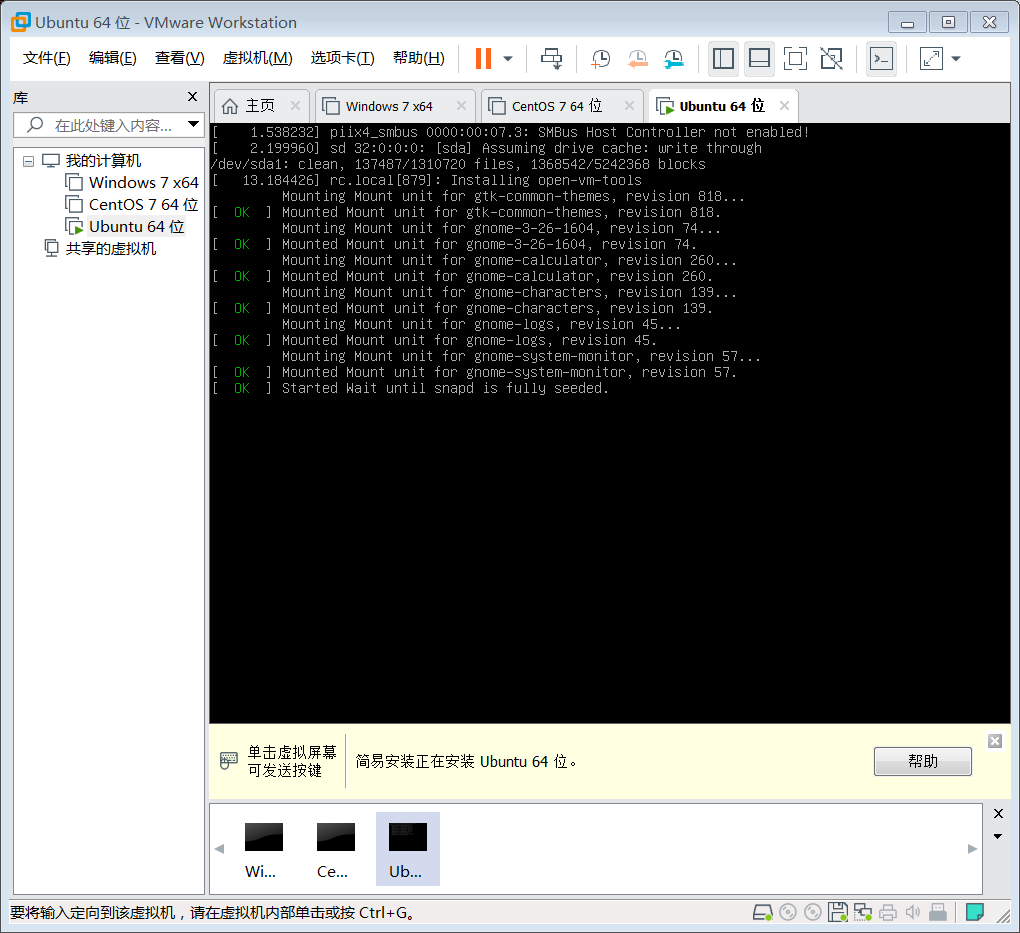 Ubuntu 64 位 - VMware Workstation
文件(F) 编辑(E) 查看(V) 虚拟机(M) 选项卡(T) 帮助(H)
库
在此处键入内容...
我的计算机
Windows 7 x64
CentOS 7 64 位
Ubuntu 64 位
共享的虚拟机
主页 Windows 7 x64 CentOS 7 64 位 Ubuntu 64 位
[    1.538232] piix4_smbus 0000:00:07.3: SMBus Host Controller not enabled!
[    2.199960] sd 32:0:0:0: [sda] Assuming drive cache: write through
/dev/sda1: clean, 137487/1310720 files, 1368542/5242368 blocks
[   13.184426] rc.local[879]: Installing open-vm-tools
Mounting Mount unit for gtk-common-themes, revision 818...
[  OK  ] Mounted Mount unit for gtk-common-themes, revision 818.
Mounting Mount unit for gnome-3-26-1604, revision 74...
[  OK  ] Mounted Mount unit for gnome-3-26-1604, revision 74.
Mounting Mount unit for gnome-calculator, revision 260...
[  OK  ] Mounted Mount unit for gnome-calculator, revision 260.
Mounting Mount unit for gnome-characters, revision 139...
[  OK  ] Mounted Mount unit for gnome-characters, revision 139.
Mounting Mount unit for gnome-logs, revision 45...
[  OK  ] Mounted Mount unit for gnome-logs, revision 45.
Mounting Mount unit for gnome-system-monitor, revision 57...
[  OK  ] Mounted Mount unit for gnome-system-monitor, revision 57.
[  OK  ] Started Wait until snapd is fully seeded.
单击虚拟屏幕
可发送按键
简易安装正在安装 Ubuntu 64 位。
帮助
Wi... Ce... Ub...
要将输入定向到该虚拟机，请在虚拟机内部单击或按 Ctrl+G。